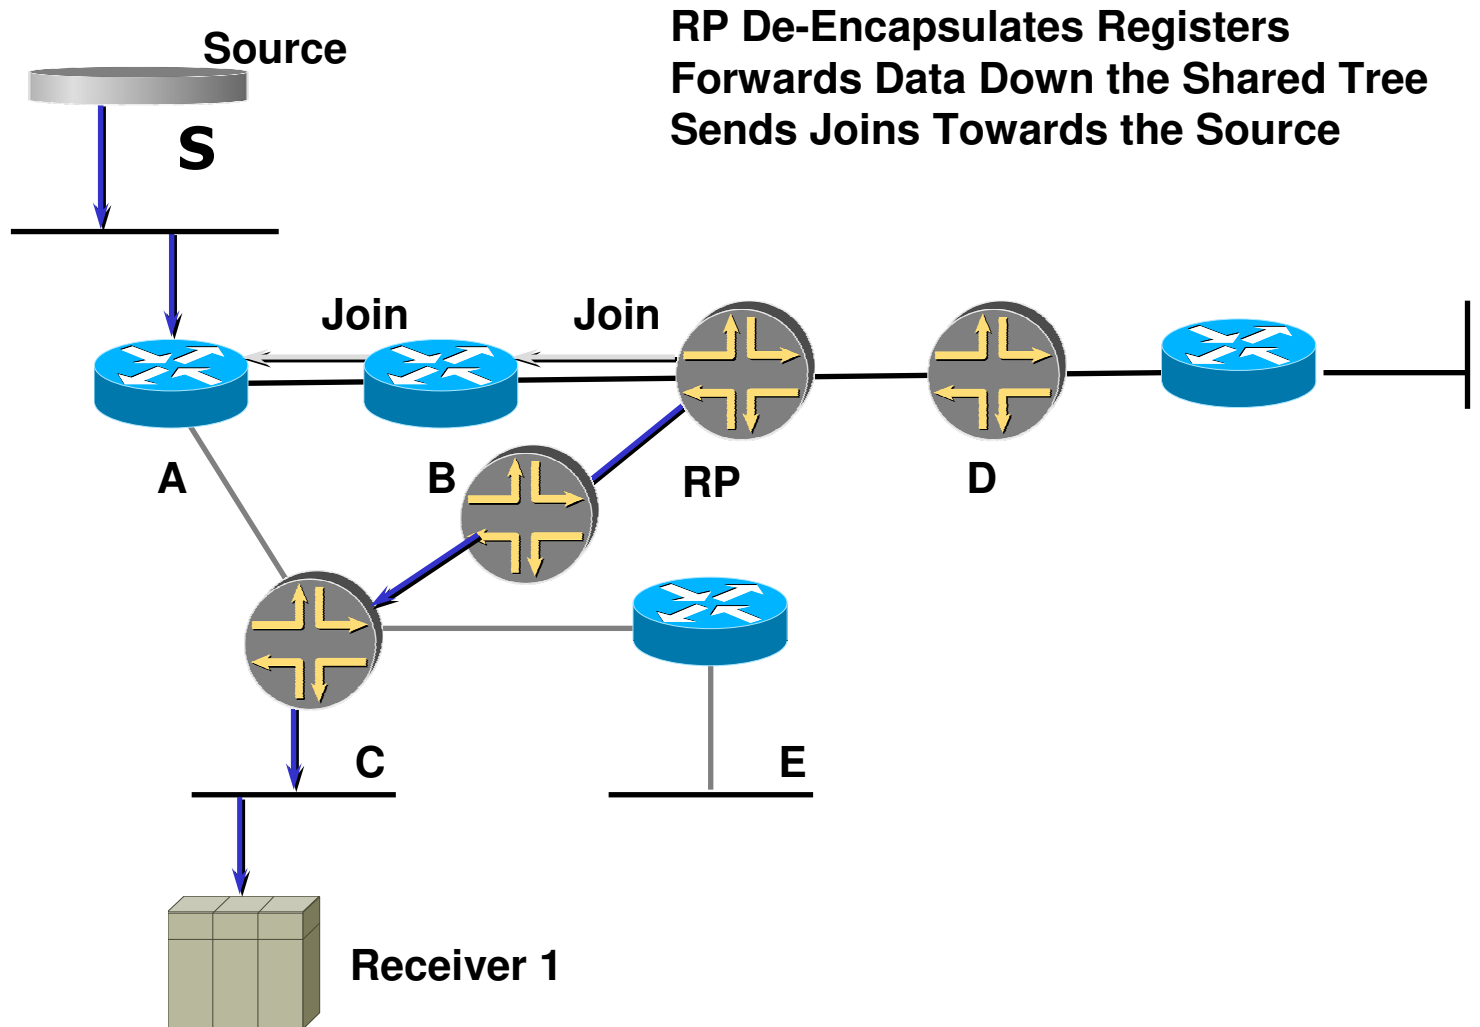 RP De-Encapsulates Registers
Forwards Data Down the Shared Tree
Sends Joins Towards the Source
Source
S
Join
Join
A
B
RP
D
C
E
Receiver 1